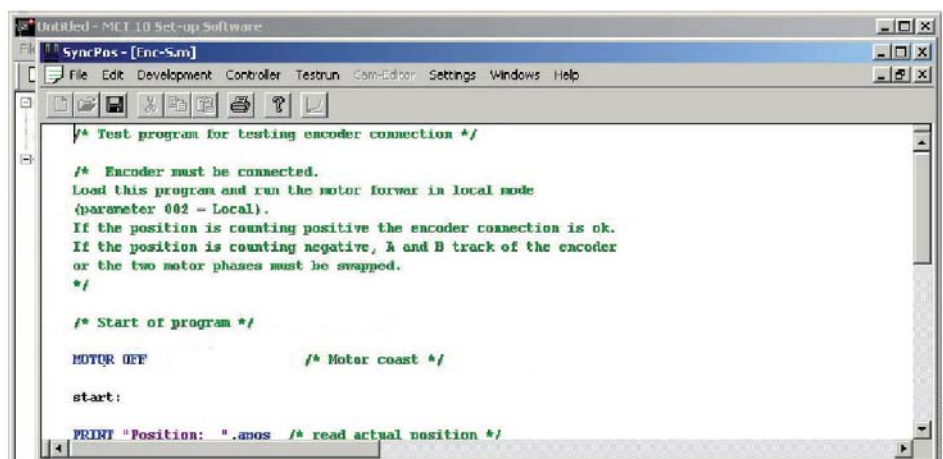 Untitled - MCT 10 Set-up Software
SyncPos - [Enc-S.m]
File Edit Development Controller Testrun Cam-Editor Settings Windows Help
/* Test program for testing encoder connection */
/* Encoder must be connected.
Load this program and run the motor forwar in local mode
(parameter 002 - Local).
If the position is counting positive the encoder connection is ok.
If the position is counting negative, A and B track of the encoder
or the two motor phases must be swapped.
*/
/* Start of program */
MOTOR OFF /* Motor coast */
start:
PRINT "Position: ",apos /* read actual position */